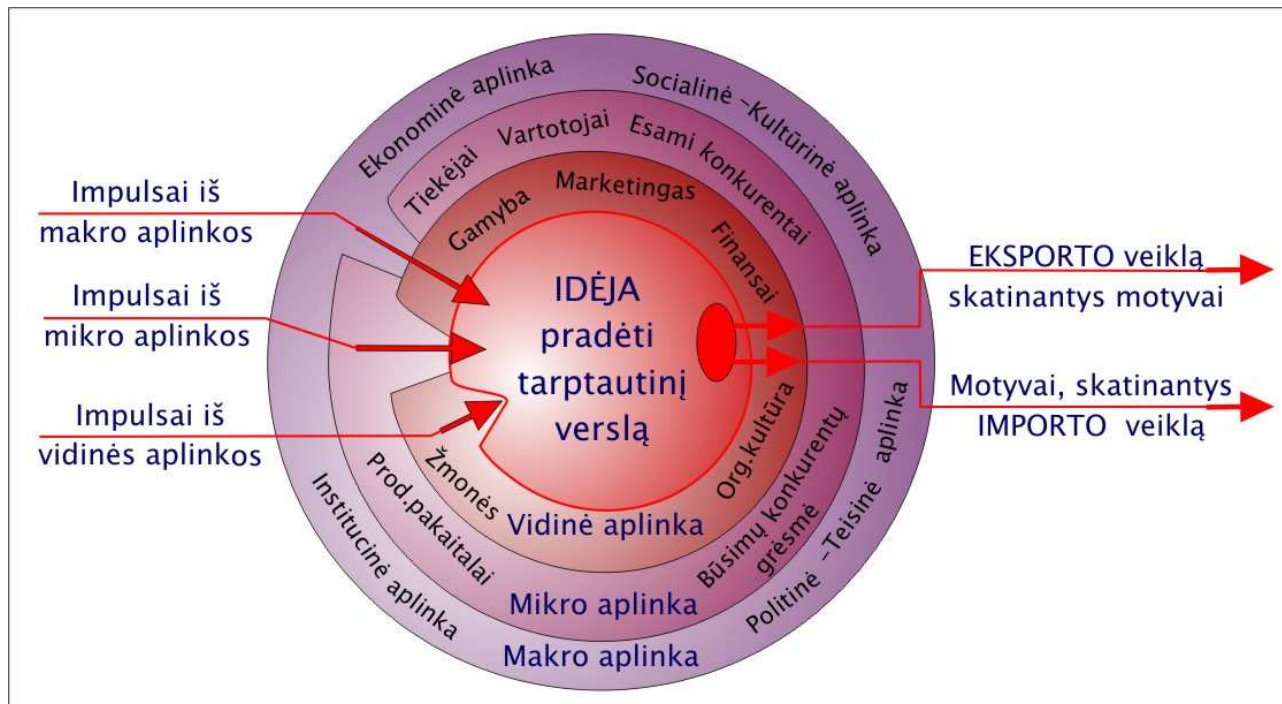 Ekonominė aplinka
Socialinė –Kultūrinė aplinka
Tiekėjai
Vartotojai
Esami konkurentai
Gamyba
Marketingas
Finansai
Impulsai iš
makro aplinkos
Impulsai iš
mikro aplinkos
Impulsai iš
vidinės aplinkos
IDĖJA
pradėti
tarptautinį
verslą
EKSPORTO veiklą
skatinantys motyvai
Motyvai, skatinantys
IMPORTO veiklą
Žmonės
Vidinė aplinka
Org.kultūra
Prod.pakaitalai
Mikro aplinka
Būsimų konkurentų
grėsmė
Institucinė aplinka
Makro aplinka
Politinė –Teisinė aplinka